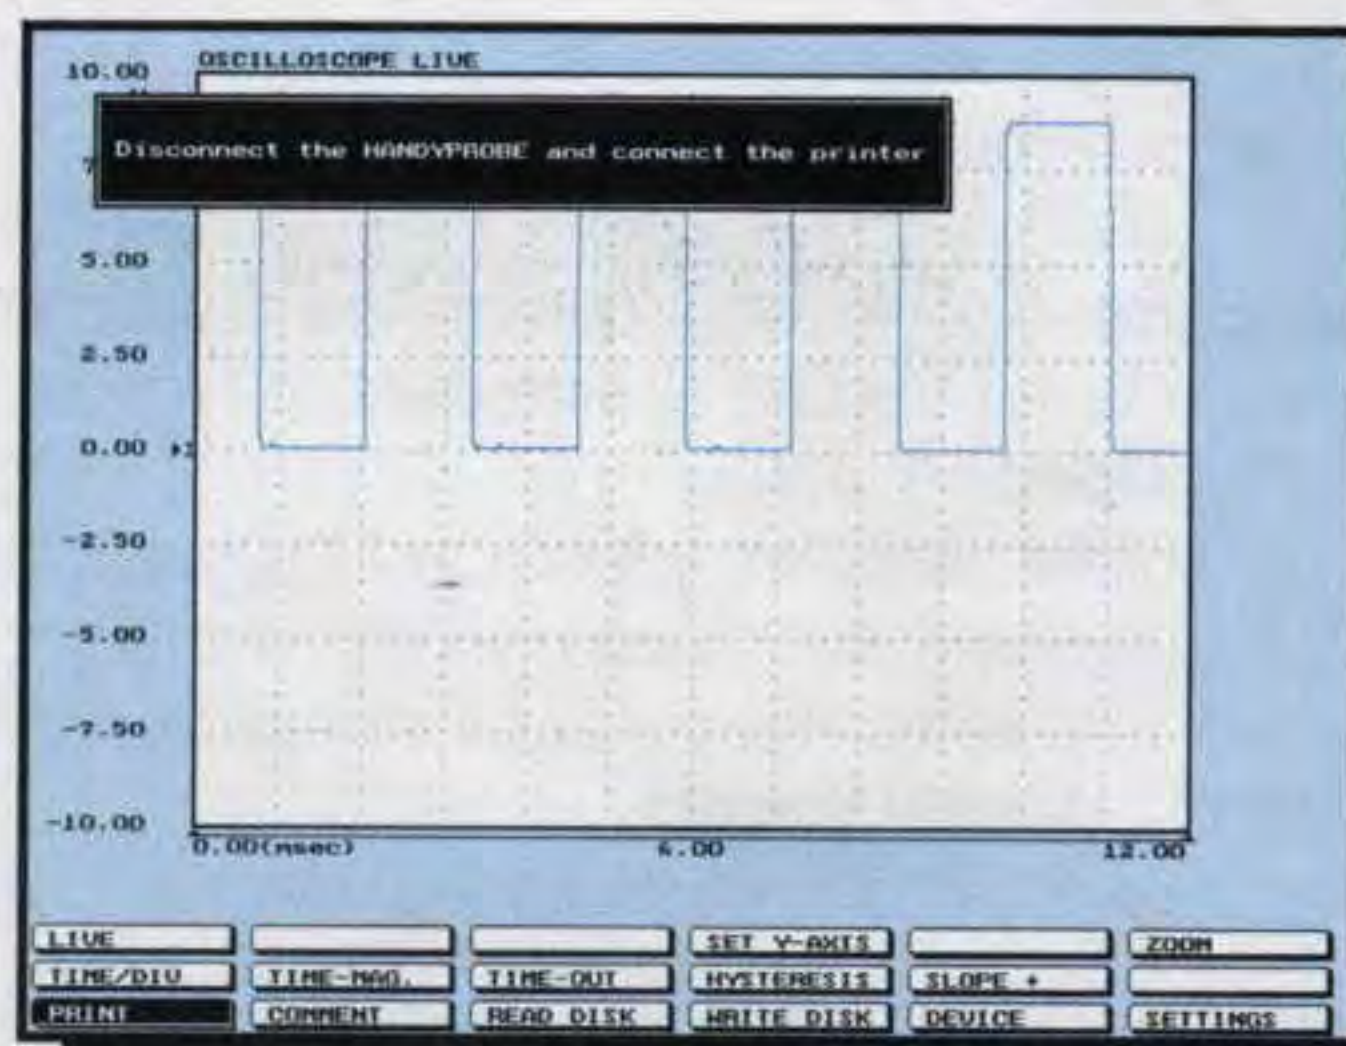 OSCILLOSCOPE LIVE
10.00
Disconnect the HANDYPROBE and connect the printer
7
5.00
2.50
0.00
-2.50
-5.00
-7.50
-10.00
0.00(msec) 6.00 12.00
LIVE SET Y-AXIS ZOOM
TIME/DIV TIME-MAG. TIME-OUT HYSTERESIS SLOPE +
PRINT COMMENT READ DISK WRITE DISK DEVICE SETTINGS